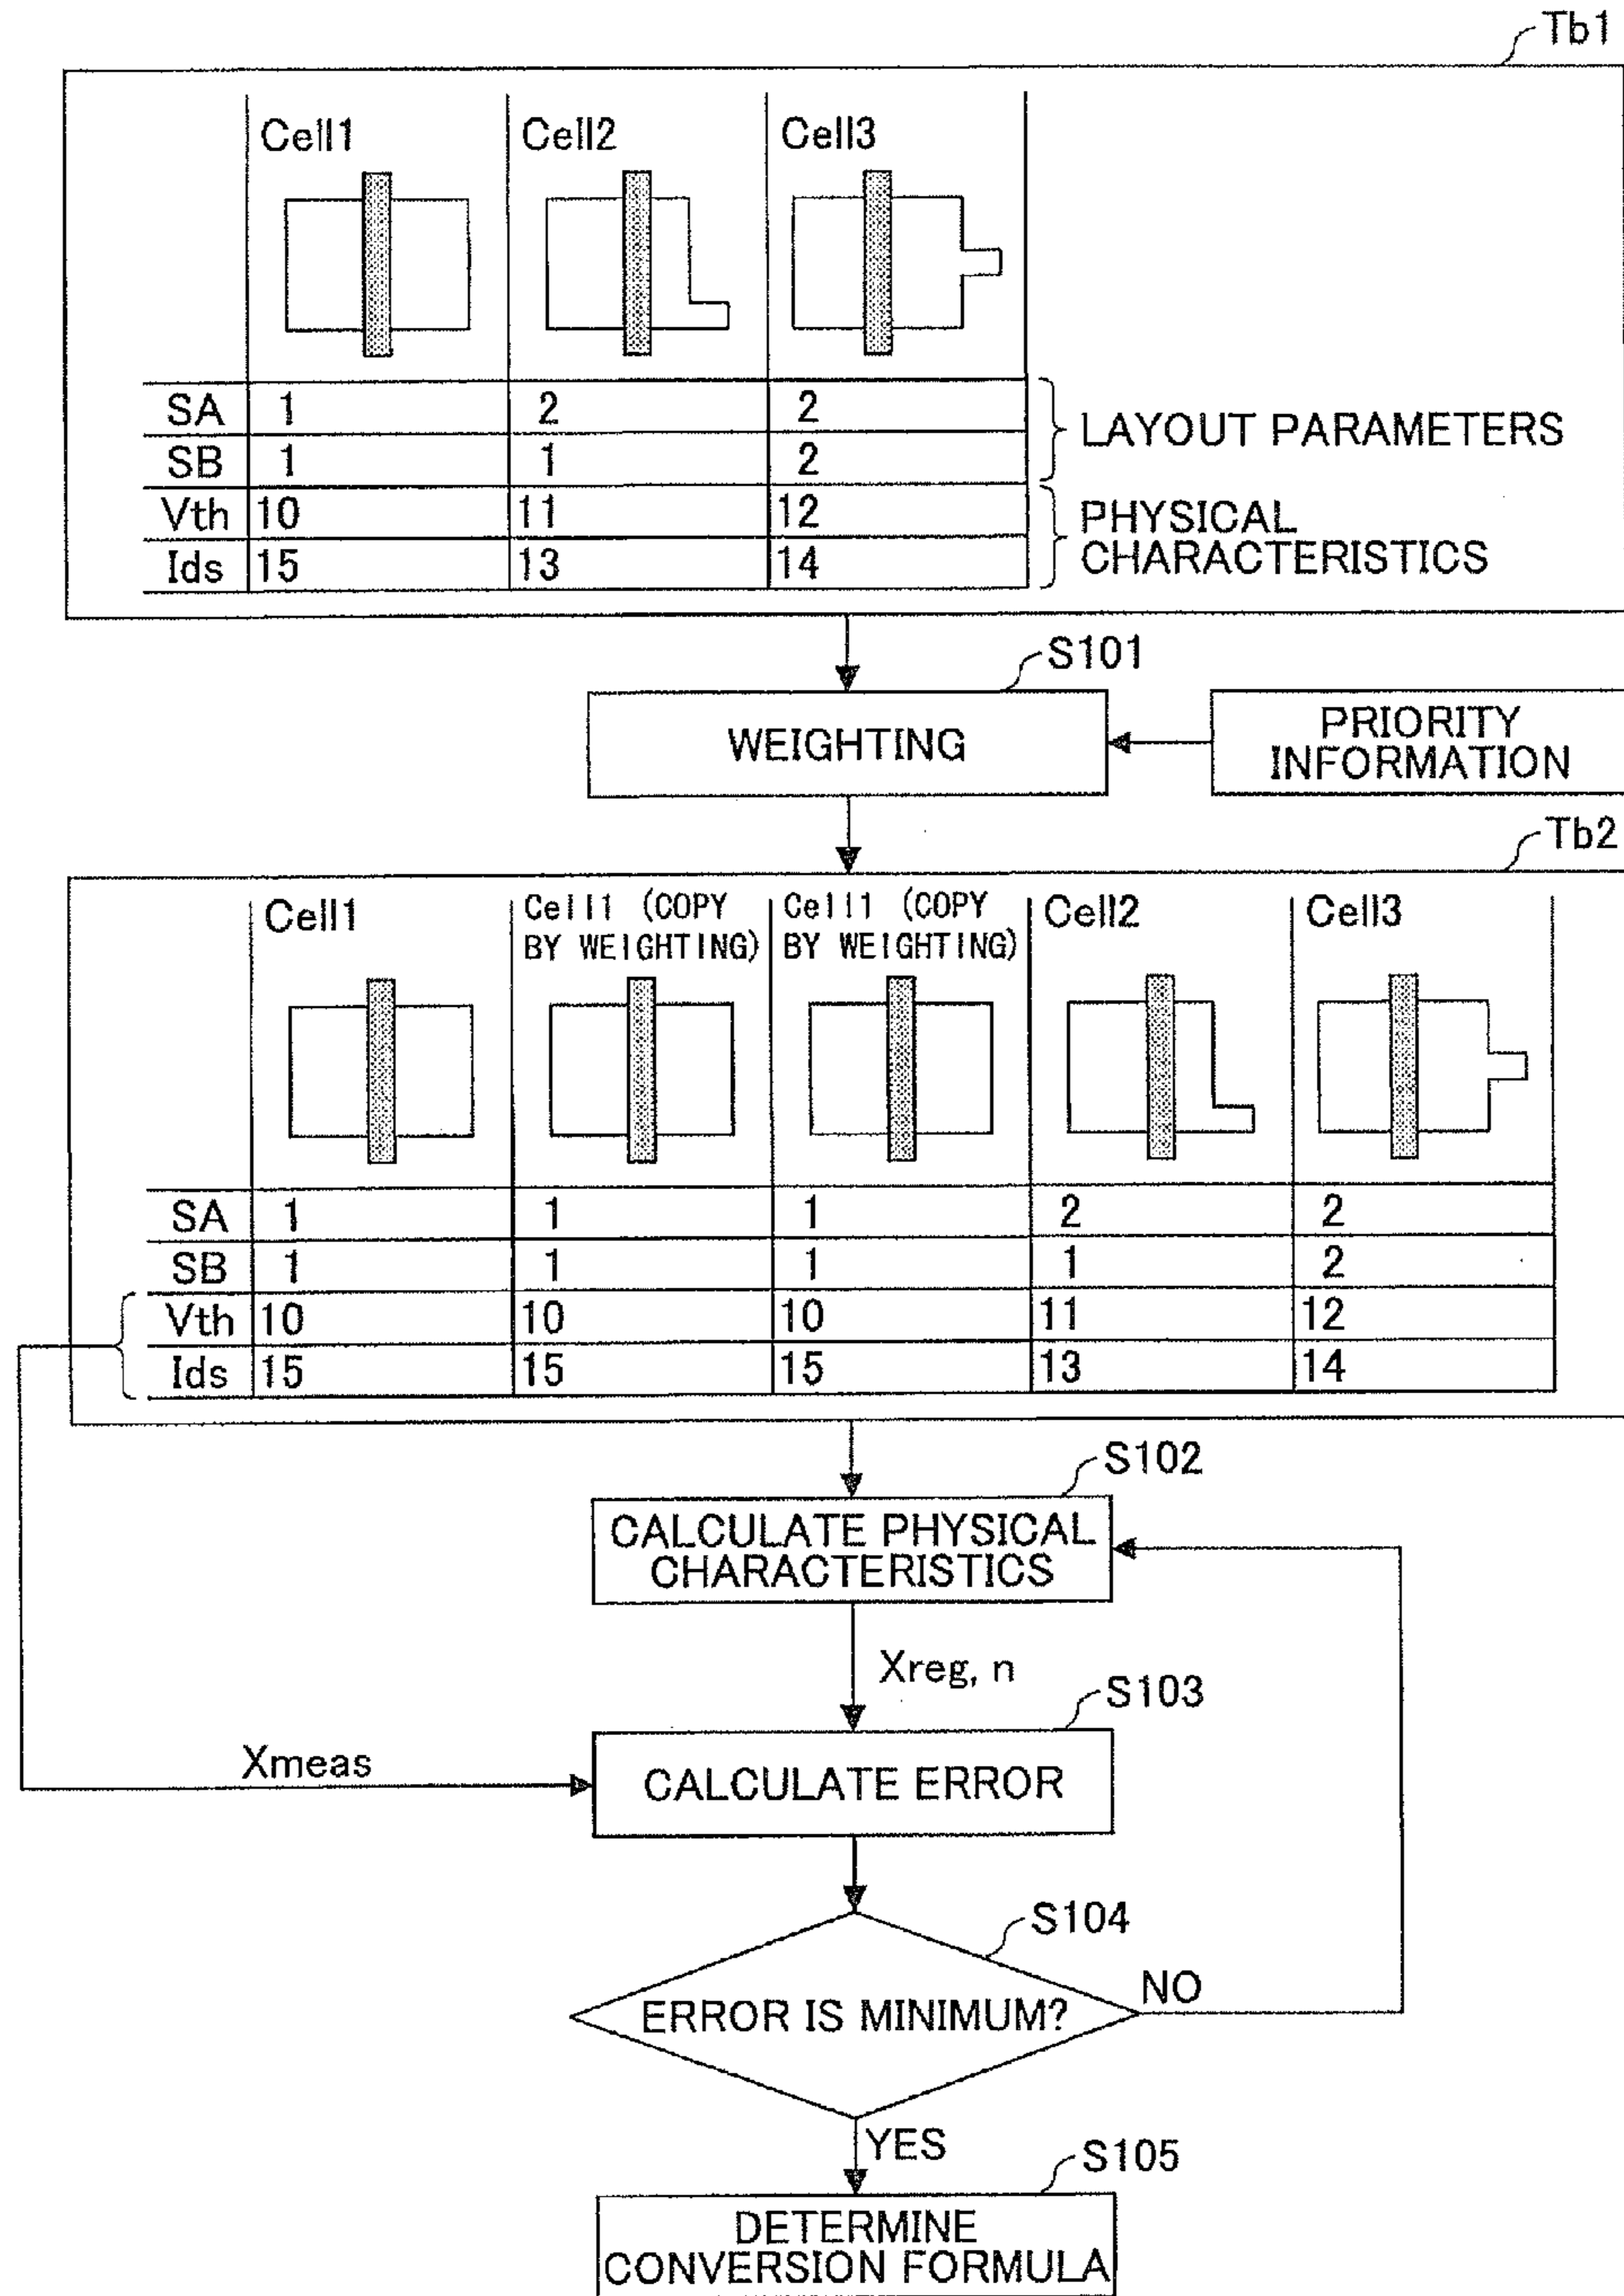 Tb1
Cell1 Cell2 Cell3
SA 1 2 2
SB 1 1 2
LAYOUT PARAMETERS
Vth 10 11 12
Ids 15 13 14
PHYSICAL
CHARACTERISTICS
S101
WEIGHTING
PRIORITY
INFORMATION
Tb2
Cell1
Cell1 (COPY
BY WEIGHTING)
Cell1 (COPY
BY WEIGHTING)
Cell2
Cell3
SA 1 1 1 2 2
SB 1 1 1 1 2
Vth 10 10 10 11 12
Ids 15 15 15 13 14
S102
CALCULATE PHYSICAL
CHARACTERISTICS
Xreg, n
S103
Xmeas
CALCULATE ERROR
S104
ERROR IS MINIMUM?
NO
YES
S105
DETERMINE
CONVERSION FORMULA